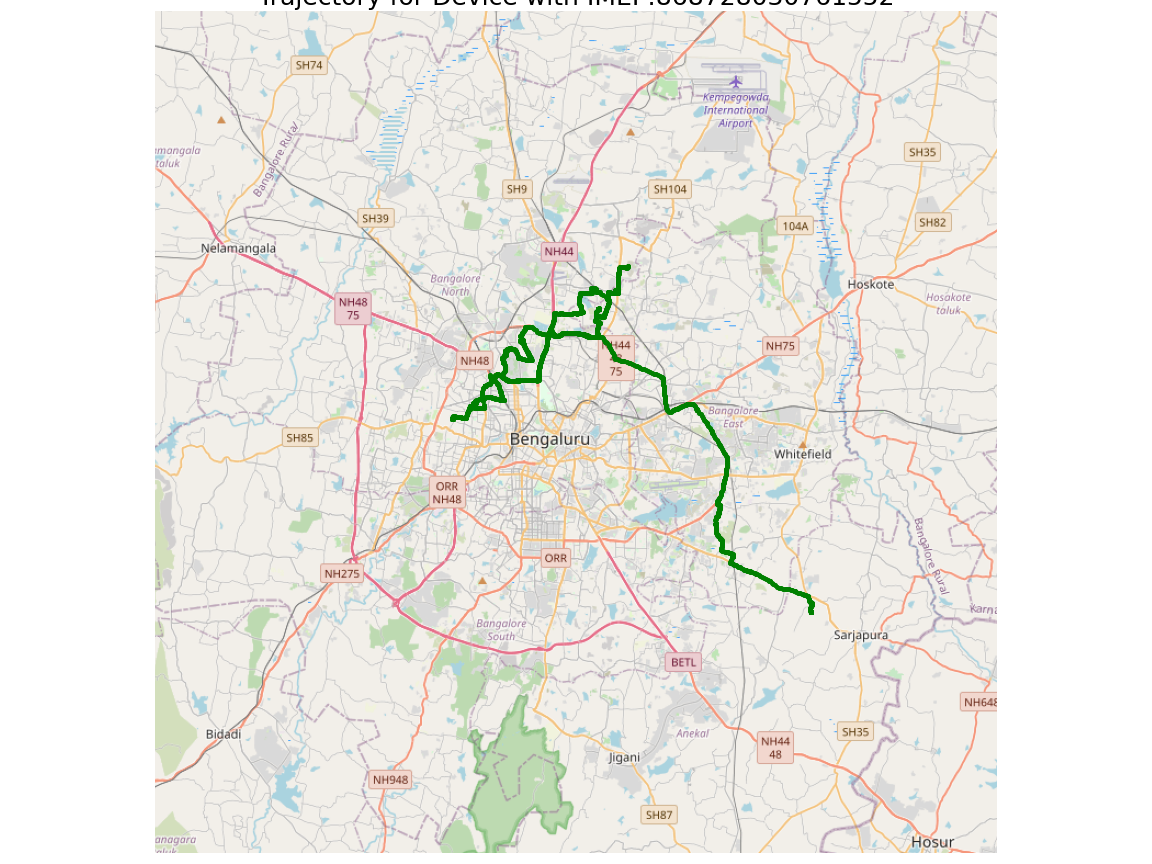 Trajectory for Device with IMEI :868728030701352
SH74
Kempegowda
International
Airport
amangala
taluk
Bangalore Rural
SH35
SH9
SH104
SH39
SH82
104A
Nelamangala
NH44
Bangalore
North
Hoskote
Hosakote
taluk
NH48
75
NH44
75
NH75
NH48
Bangalore
East
SH85
Bengaluru
Whitefield
ORR
NH48
ORR
Bangalore Rural
NH275
Karna
Bangalore
South
Sarjapura
BETL
NH648
Bidadi
Anekal
SH35
NH44
48
Jigani
NH948
SH87
anagara
aluk
Hosur